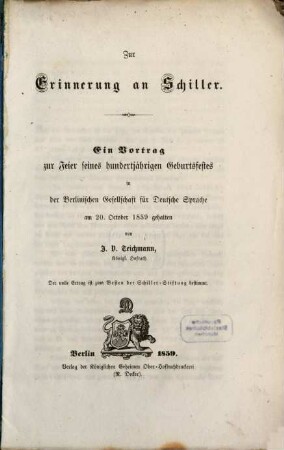 Zur
Erinnerung an Schiller.
Ein Vortrag
zur Feier seines hundertjährigen Geburtsfestes
in
der Berlinischen Gesellschaft für Deutsche Sprache
am 20. October 1859 gehalten
von
J. V. Teichmann,
Königl. Hofrath.
Der volle Ertrag ist zum Besten der Schiller-Stiftung bestimmt.
Berlin 1859.
Verlag der Königlichen Geheimen Ober-Hofbuchdruckerei
(R. Decker).